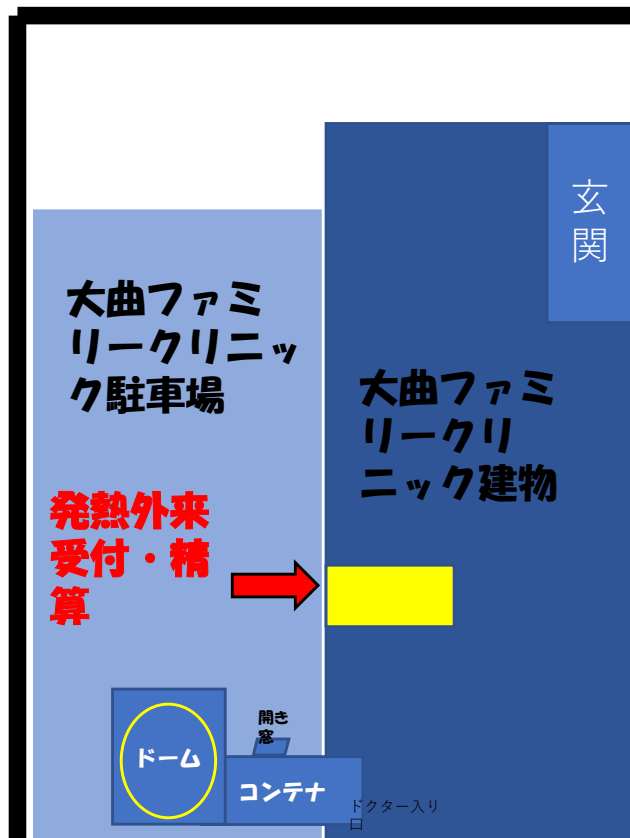 玄
関
大曲ファミ
リークリニッ
ク駐車場
大曲ファミ
リークリ
ニック建物
発熱外来
受付・精
算
開き
窓
ドーム
コンテナ
ドクター入り
口